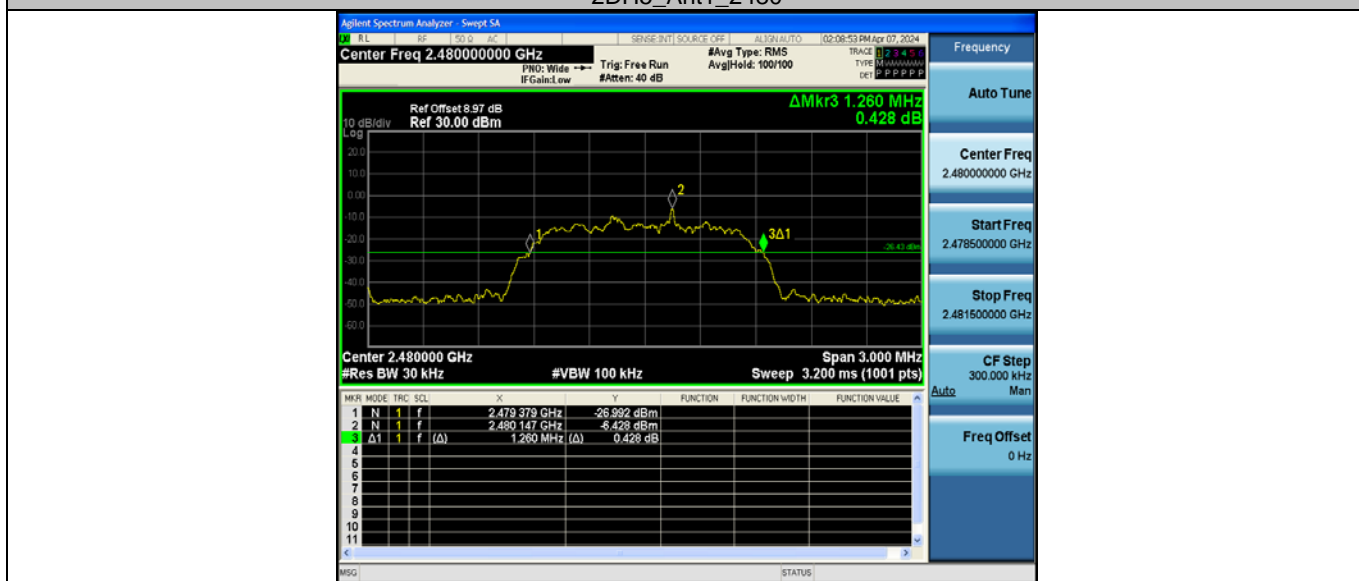 Agilent Spectrum Analyzer - Swept SA
RL RF 50 Ω AC SENSE:INT SOURCE OFF ALIGN AUTO 02:08:53 PM Apr 07, 2024
Center Freq 2.480000000 GHz
PNO: Wide
IFGain:Low
Trig: Free Run
#Atten: 40 dB
#Avg Type: RMS
Avg|Hold: 100/100
TRACE 1 2 3 4 5 6
TYPE
DET P P P P P P
ΔMkr3 1.260 MHz
0.428 dB
Ref Offset 8.97 dB
10 dB/div Ref 30.00 dBm
Log
20.0
10.0
0.00
-10.0
-20.0
-30.0
-40.0
-50.0
-60.0
1
2
3Δ1
-26.43 dBm
Center 2.480000 GHz Span 3.000 MHz
#Res BW 30 kHz #VBW 100 kHz Sweep 3.200 ms (1001 pts)
MKR MODE TRC SCL X Y FUNCTION FUNCTION WIDTH FUNCTION VALUE
1 N 1 f 2.479 379 GHz -26.992 dBm
2 N 1 f 2.480 147 GHz -6.428 dBm
3 Δ1 1 f (Δ) 1.260 MHz (Δ) 0.428 dB
4
5
6
7
8
9
10
11
MSG STATUS
Frequency
Auto Tune
Center Freq
2.480000000 GHz
Start Freq
2.478500000 GHz
Stop Freq
2.481500000 GHz
CF Step
300.000 kHz
Auto Man
Freq Offset
0 Hz